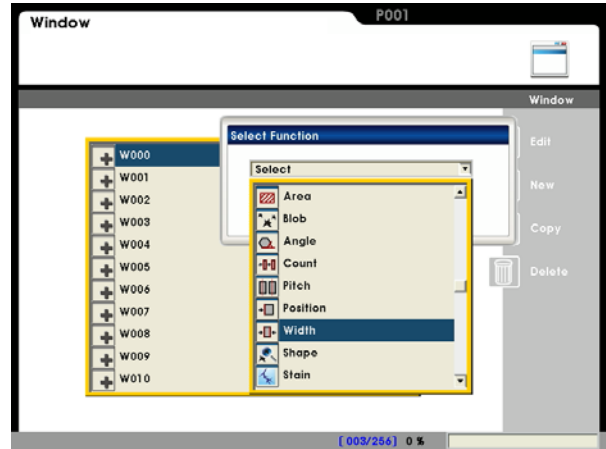 Window
P001
Window
Select Function
Edit
W000
Select
W001
New
W002
Area
W003
Blob
Copy
W004
Angle
W005
Count
Delete
W006
Pitch
W007
Position
W008
Width
W009
Shape
W010
Stain
[003/256] 0 %